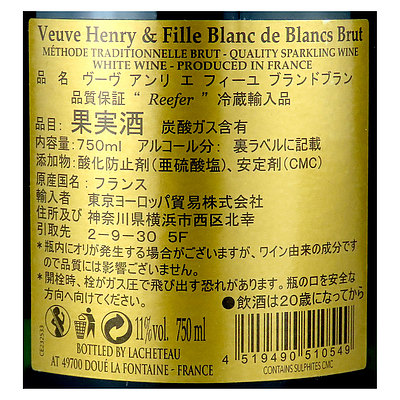 Veuve Henry & Fille Blanc de Blancs Brut
MÉTHODE TRADITIONNELLE BRUT - QUALITY SPARKLING WINE
WHITE WINE - PRODUCED IN FRANCE
品 名 ヴーヴ アンリ エ フィーユ ブランドブラン
品質保証 “Reefer” 冷蔵輸入品
品目: 果実酒 炭酸ガス含有
内容量: 750ml アルコール分: 裏ラベルに記載
添加物: 酸化防止剤(亜硫酸塩)、安定剤(CMC)
原産国名: フランス
輸入者 東京ヨーロッパ貿易株式会社
住所及び 神奈川県横浜市西区北幸
引取先 2-9-30 5F
*瓶内にオリが発生する場合がございますが、ワイン由来の成分ですので品質には影響ございません。
*開栓時、栓がガス圧で飛び出す恐れがあります。瓶の口を安全な
方向へ向けてください。
●飲酒は20歳になってから
11%vol. 750 ml
BOTTLED BY LACHETEAU
AT 49700 DOUÉ LA FONTAINE - FRANCE
4 519490 510549
CONTAINS SULPHITES CMC